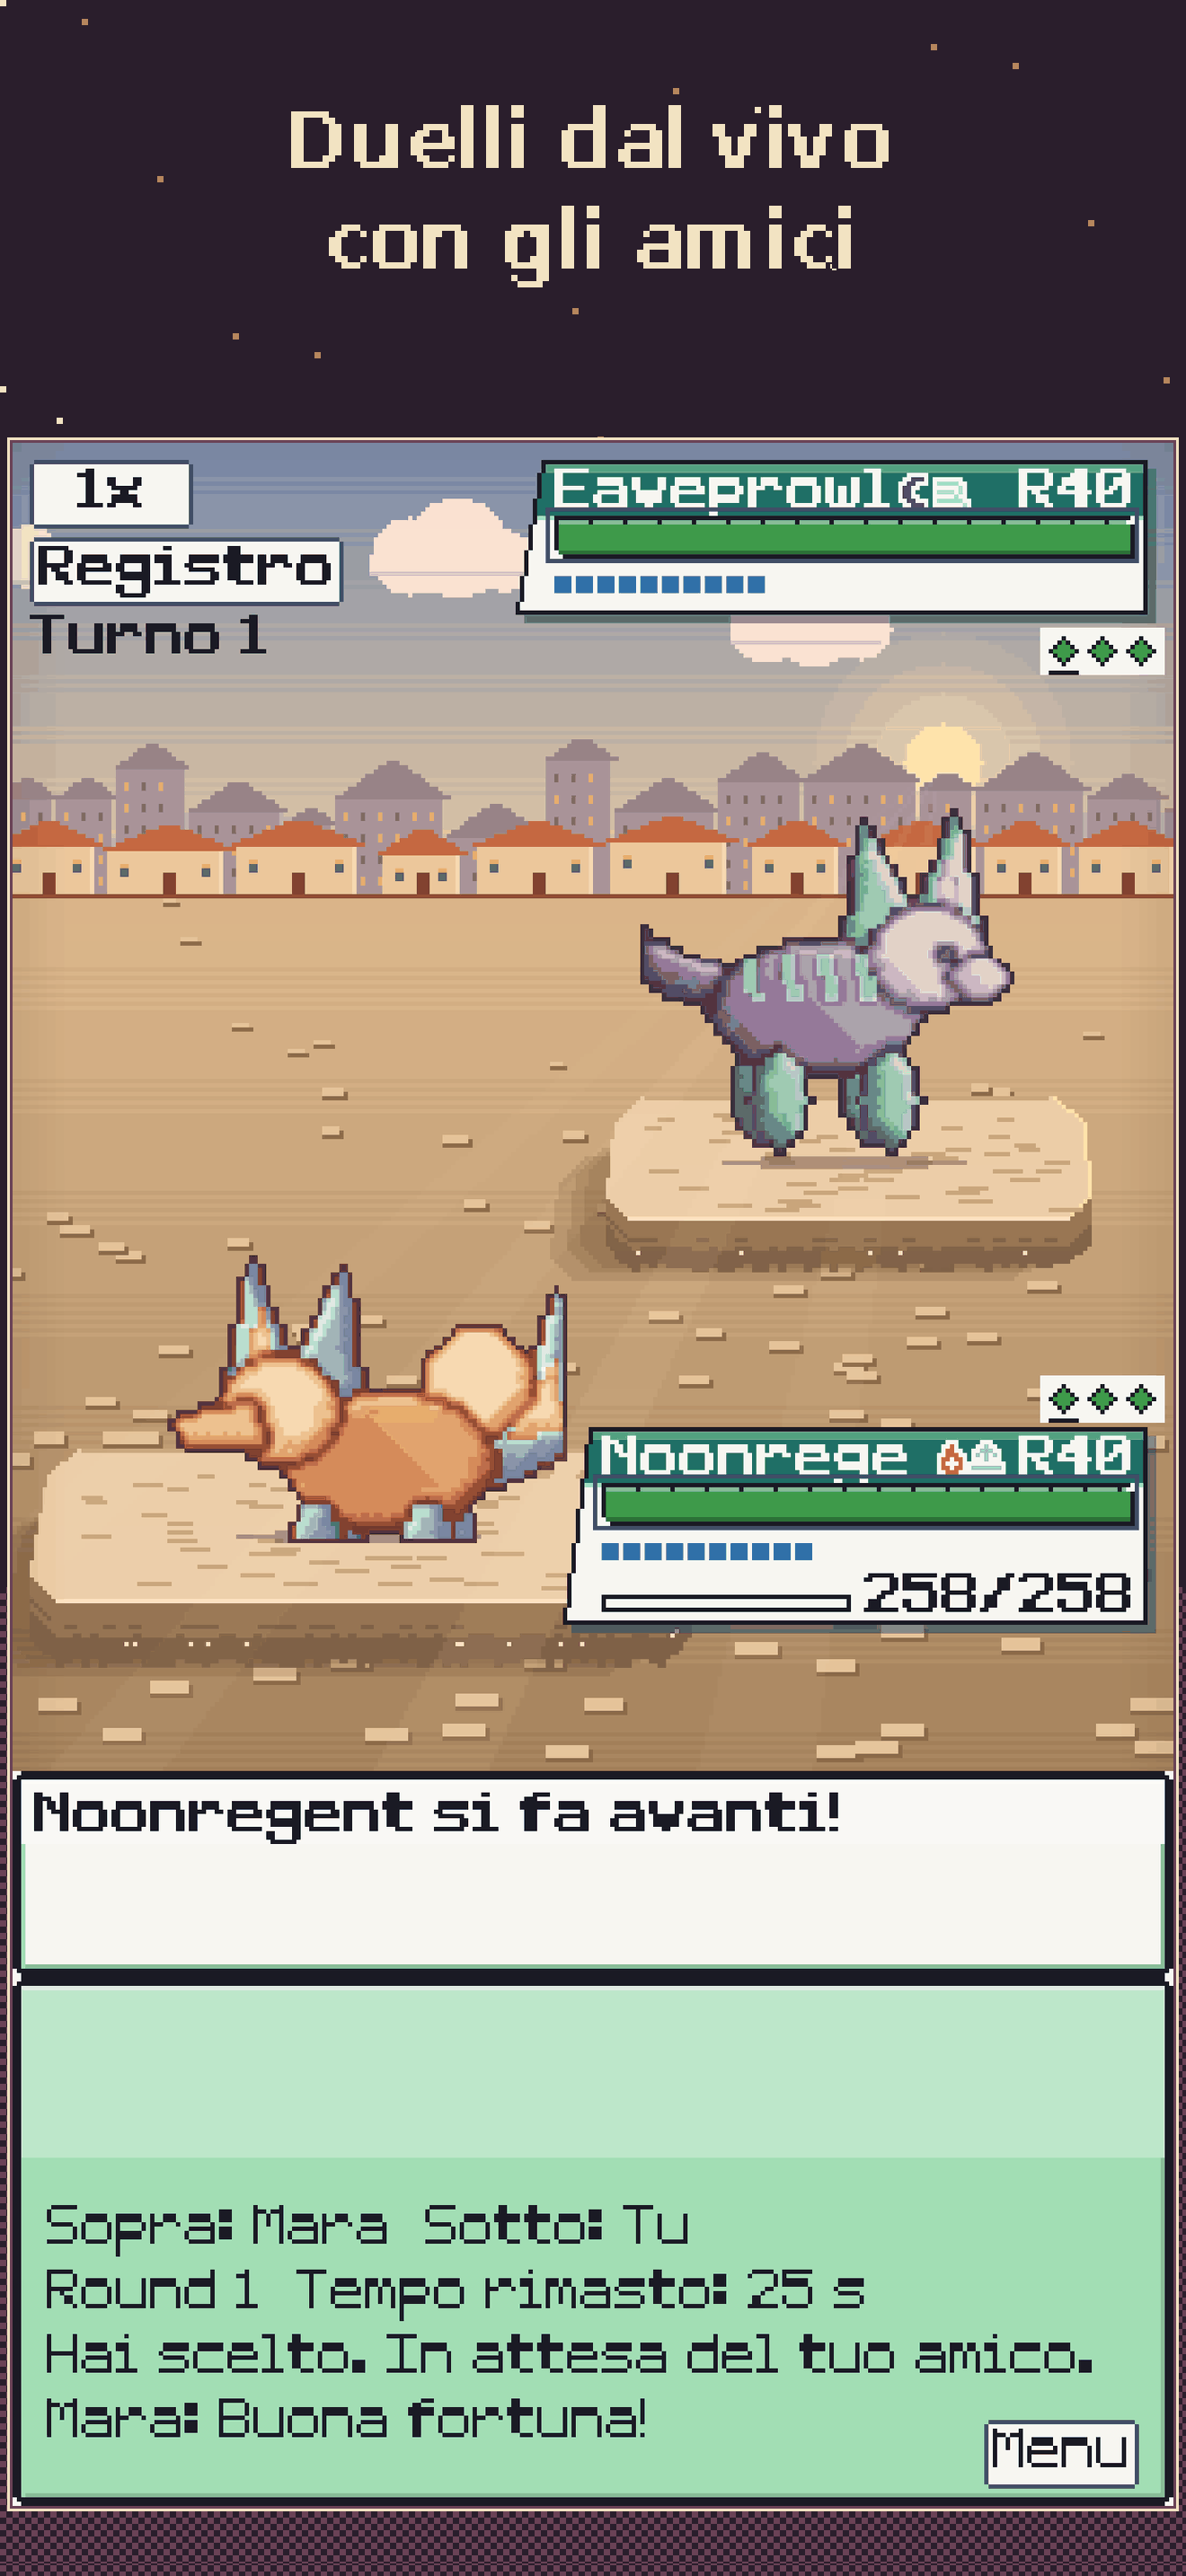 Duelli dal vivo
con gli amici
1x
Eaveprowl R40
Registro
Turno 1
Noonrege R40
258/258
Noonregent si fa avanti!
Sopra: Mara Sotto: Tu
Round 1 Tempo rimasto: 25 s
Hai scelto. In attesa del tuo amico.
Mara: Buona fortuna!
Menu